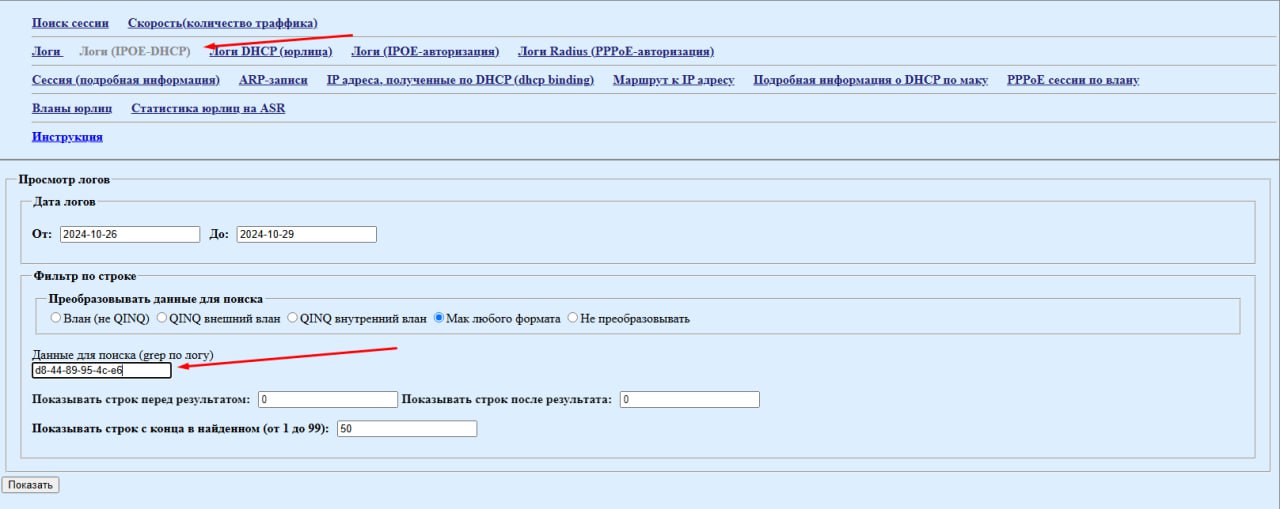 Поиск сессии Скорость(количество траффика)
Логи Логи (IPOE-DHCP) Логи DHCP (юрлица) Логи (IPOE-авторизация) Логи Radius (PPPoE-авторизация)
Сессия (подробная информация) ARP-записи IP адреса, полученные по DHCP (dhcp binding) Маршрут к IP адресу Подробная информация о DHCP по маку PPPoE сессии по влану
Вланы юрлиц Статистика юрлиц на ASR
Инструкция
Просмотр логов
Дата логов
От: 2024-10-26 До: 2024-10-29
Фильтр по строке
Преобразовывать данные для поиска
Влан (не QINQ) QINQ внешний влан QINQ внутренний влан Мак любого формата Не преобразовывать
Данные для поиска (grep по логу)
d8-44-89-95-4c-e6
Показывать строк перед результатом: 0 Показывать строк после результата: 0
Показывать строк с конца в найденном (от 1 до 99): 50
Показать